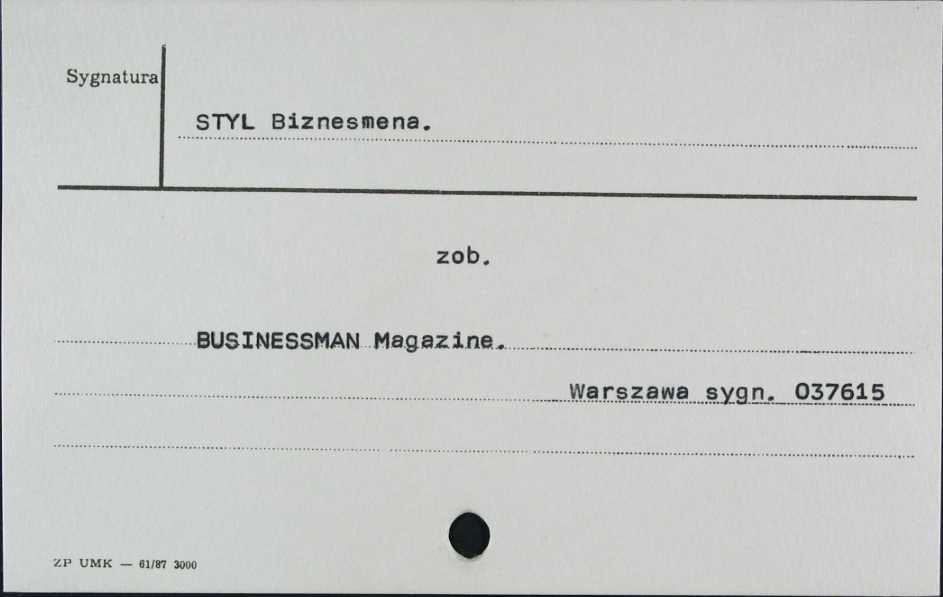 Sygnatura
STYL Biznesmena.
zob.
BUSINESSMAN Magazine.
Warszawa sygn. 037615
ZP UMK — 61/87 3000